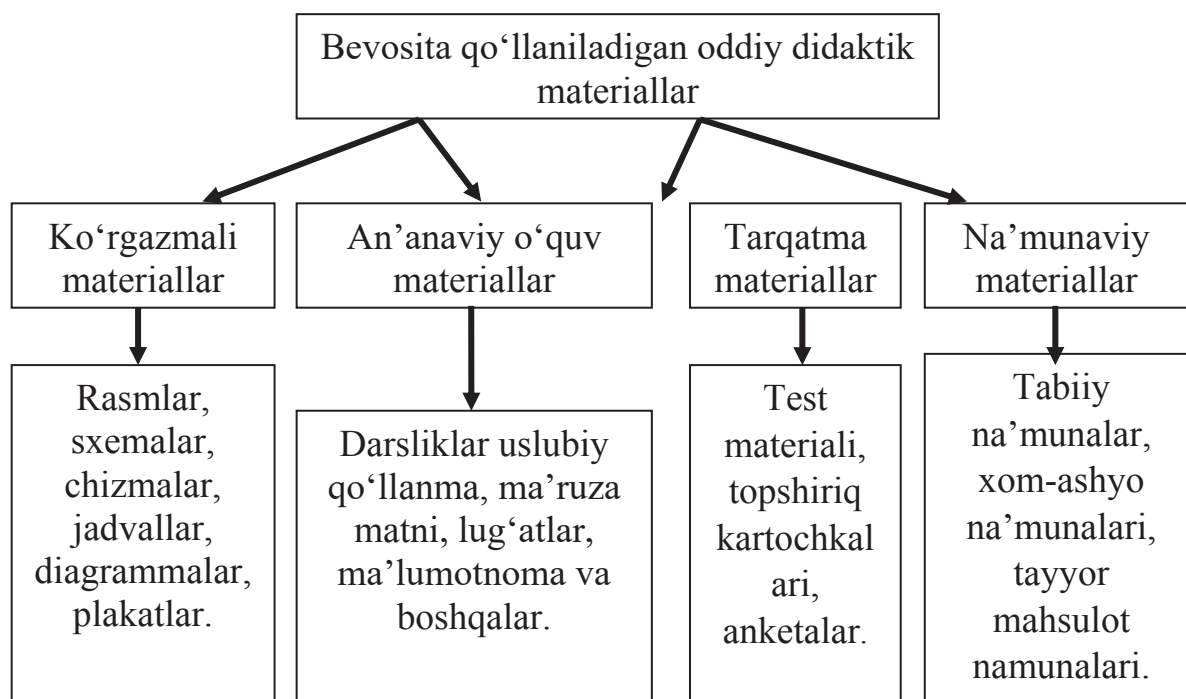 Bevosita qo‘llaniladigan oddiy didaktik
materiallar
Ko‘rgazmali
materiallar
An’anaviy o‘quv
materiallar
Tarqatma
materiallar
Na’munaviy
materiallar
Rasmlar,
sxemalar,
chizmalar,
jadvallar,
diagrammalar,
plakatlar.
Darsliklar uslubiy
qo‘llanma, ma’ruza
matni, lug‘atlar,
ma’lumotnoma va
boshqalar.
Test
materiali,
topshiriq
kartochkal
ari,
anketalar.
Tabiiy
na’munalar,
xom-ashyo
na’munalari,
tayyor
mahsulot
namunalari.